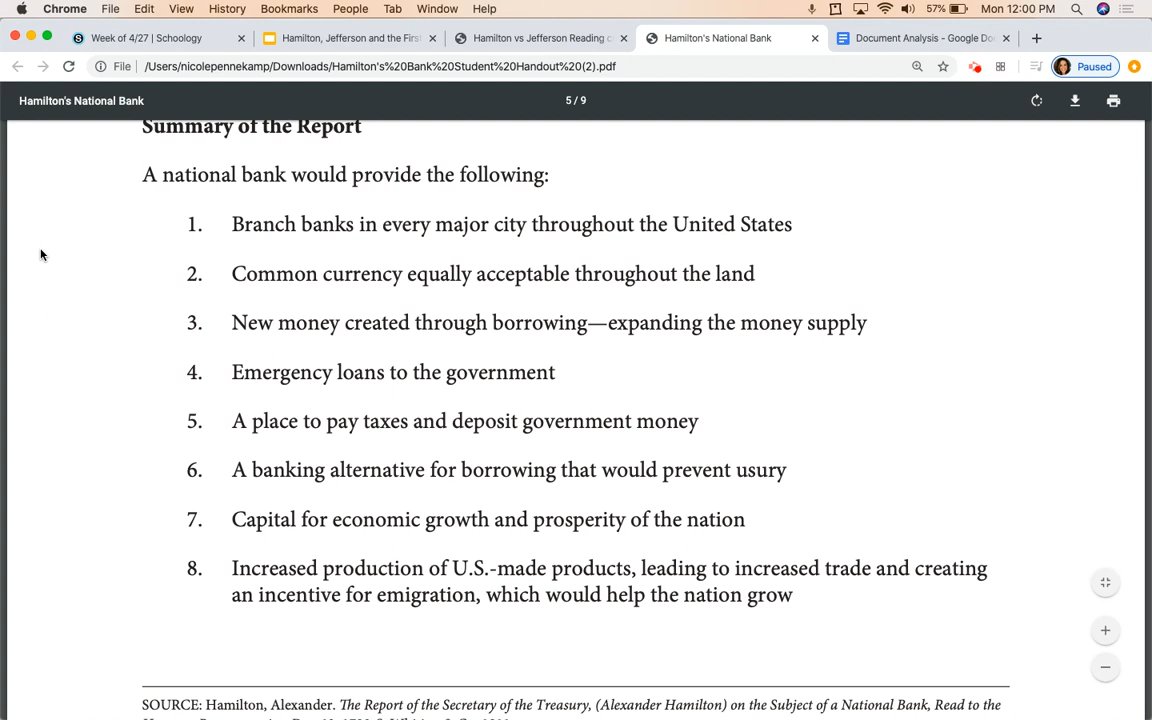 Chrome File Edit View History Bookmarks People Tab Window Help 57% Mon 12:00 PM
Week of 4/27 | Schoology Hamilton, Jefferson and the Firs Hamilton vs Jefferson Reading c Hamilton's National Bank Document Analysis - Google Do
File /Users/nicolepennekamp/Downloads/Hamilton's%20Bank%20Student%20Handout%20(2).pdf Paused
Hamilton's National Bank 5 / 9
Summary of the Report
A national bank would provide the following:
1. Branch banks in every major city throughout the United States
2. Common currency equally acceptable throughout the land
3. New money created through borrowing—expanding the money supply
4. Emergency loans to the government
5. A place to pay taxes and deposit government money
6. A banking alternative for borrowing that would prevent usury
7. Capital for economic growth and prosperity of the nation
8. Increased production of U.S.-made products, leading to increased trade and creating
an incentive for emigration, which would help the nation grow
SOURCE: Hamilton, Alexander. The Report of the Secretary of the Treasury, (Alexander Hamilton) on the Subject of a National Bank, Read to the